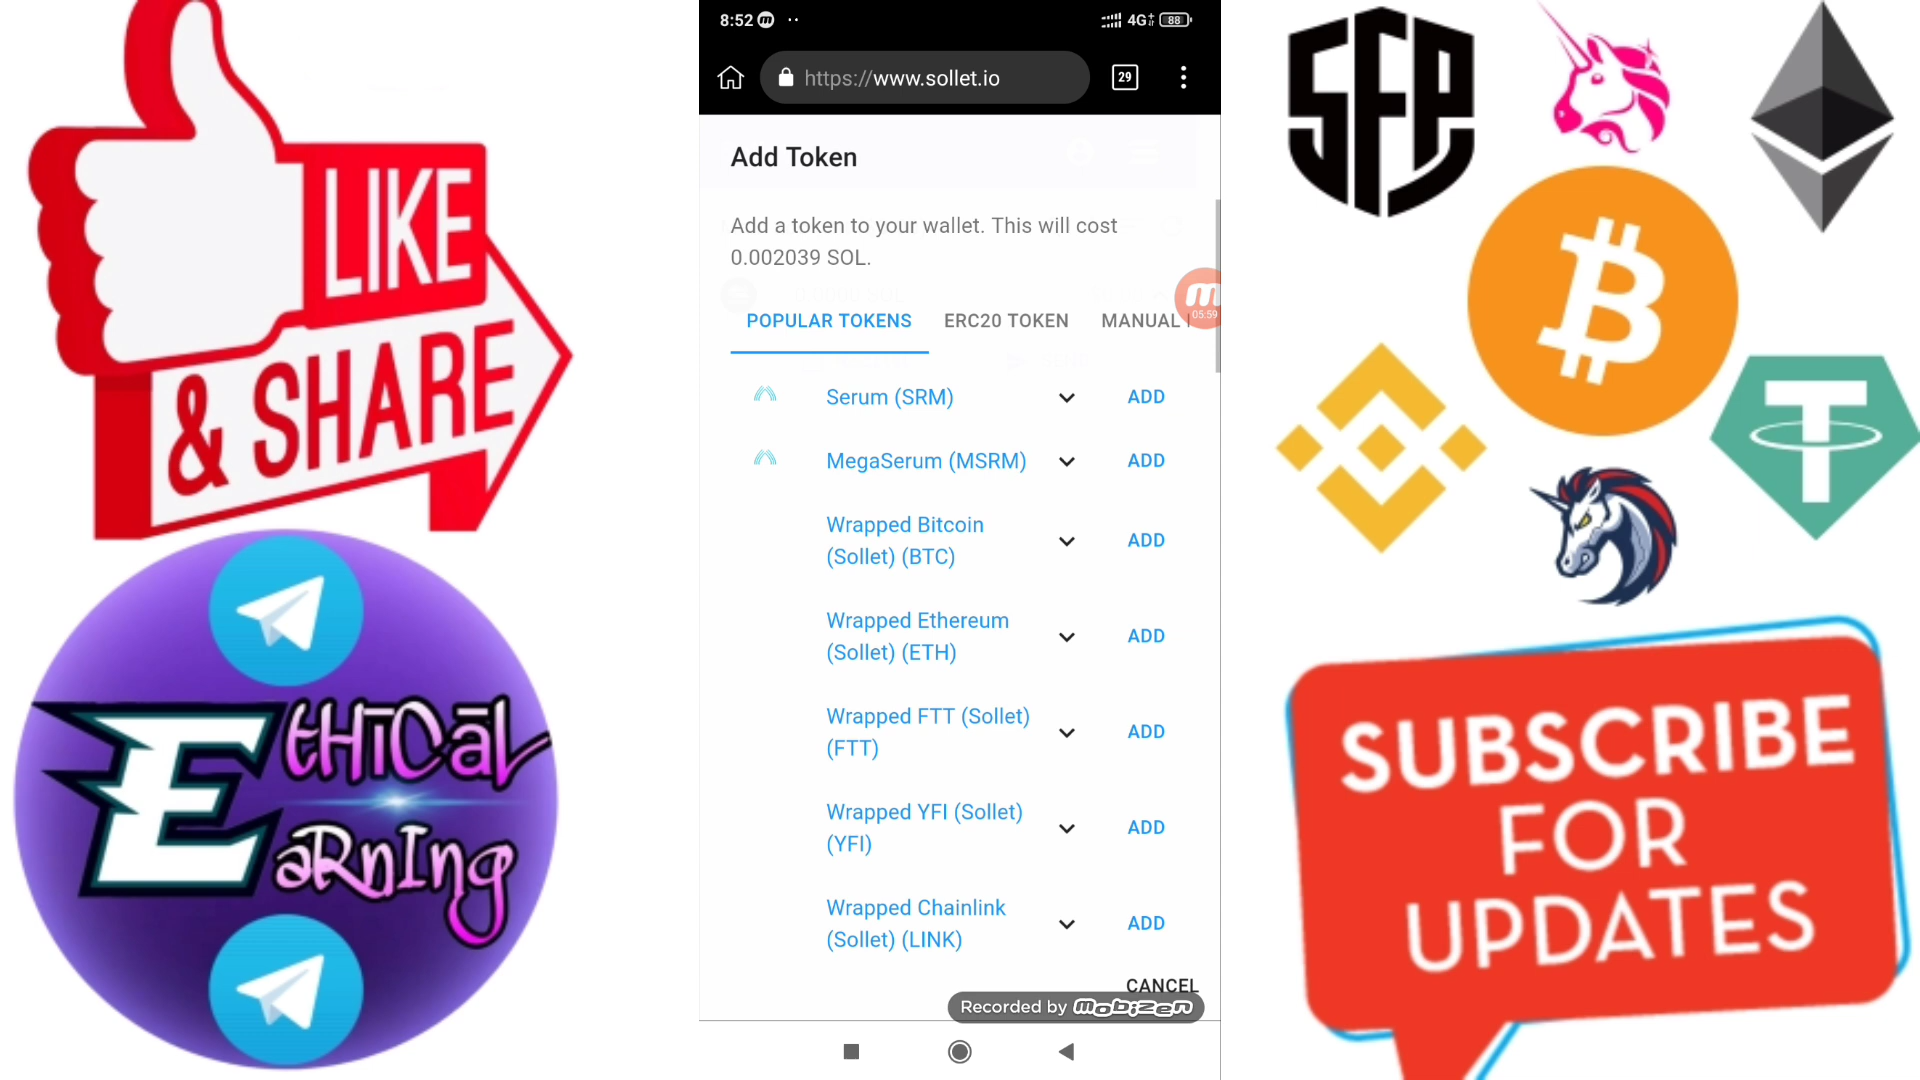 LIKE
& SHARE
EtHiCal
EaRnIng
8:52
4G+
88
https://www.sollet.io
29
Add Token
Add a token to your wallet. This will cost
0.002039 SOL.
05:59
POPULAR TOKENS
ERC20 TOKEN
MANUAL
Serum (SRM)
ADD
MegaSerum (MSRM)
ADD
Wrapped Bitcoin
(Sollet) (BTC)
ADD
Wrapped Ethereum
(Sollet) (ETH)
ADD
Wrapped FTT (Sollet)
(FTT)
ADD
Wrapped YFI (Sollet)
(YFI)
ADD
Wrapped Chainlink
(Sollet) (LINK)
ADD
CANCEL
Recorded by mobizen
SFP
SUBSCRIBE
FOR
UPDATES